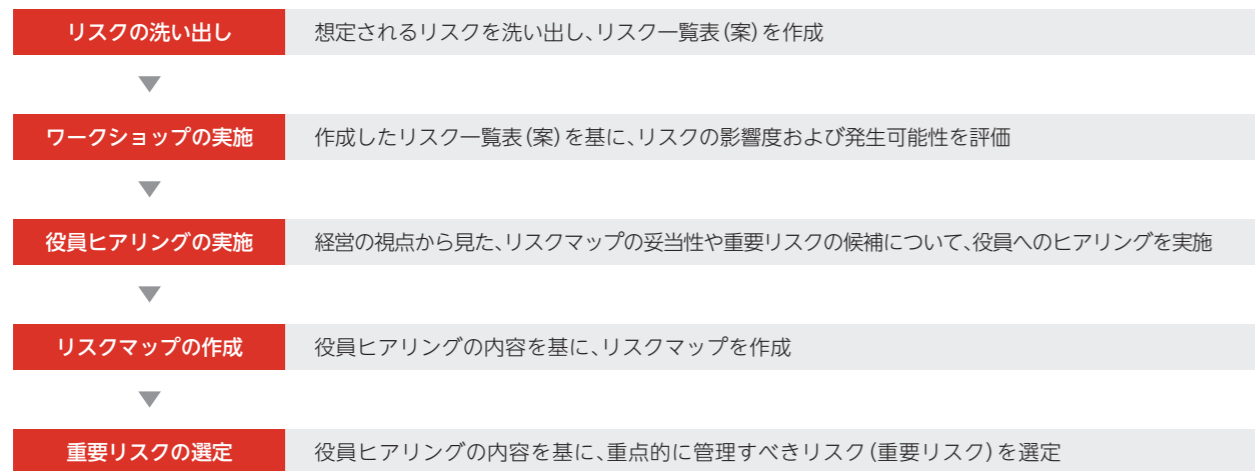 リスクの洗い出し
想定されるリスクを洗い出し、リスク一覧表(案)を作成
ワークショップの実施
作成したリスク一覧表(案)を基に、リスクの影響度および発生可能性を評価
役員ヒアリングの実施
経営の視点から見た、リスクマップの妥当性や重要リスクの候補について、役員へのヒアリングを実施
リスクマップの作成
役員ヒアリングの内容を基に、リスクマップを作成
重要リスクの選定
役員ヒアリングの内容を基に、重点的に管理すべきリスク(重要リスク)を選定